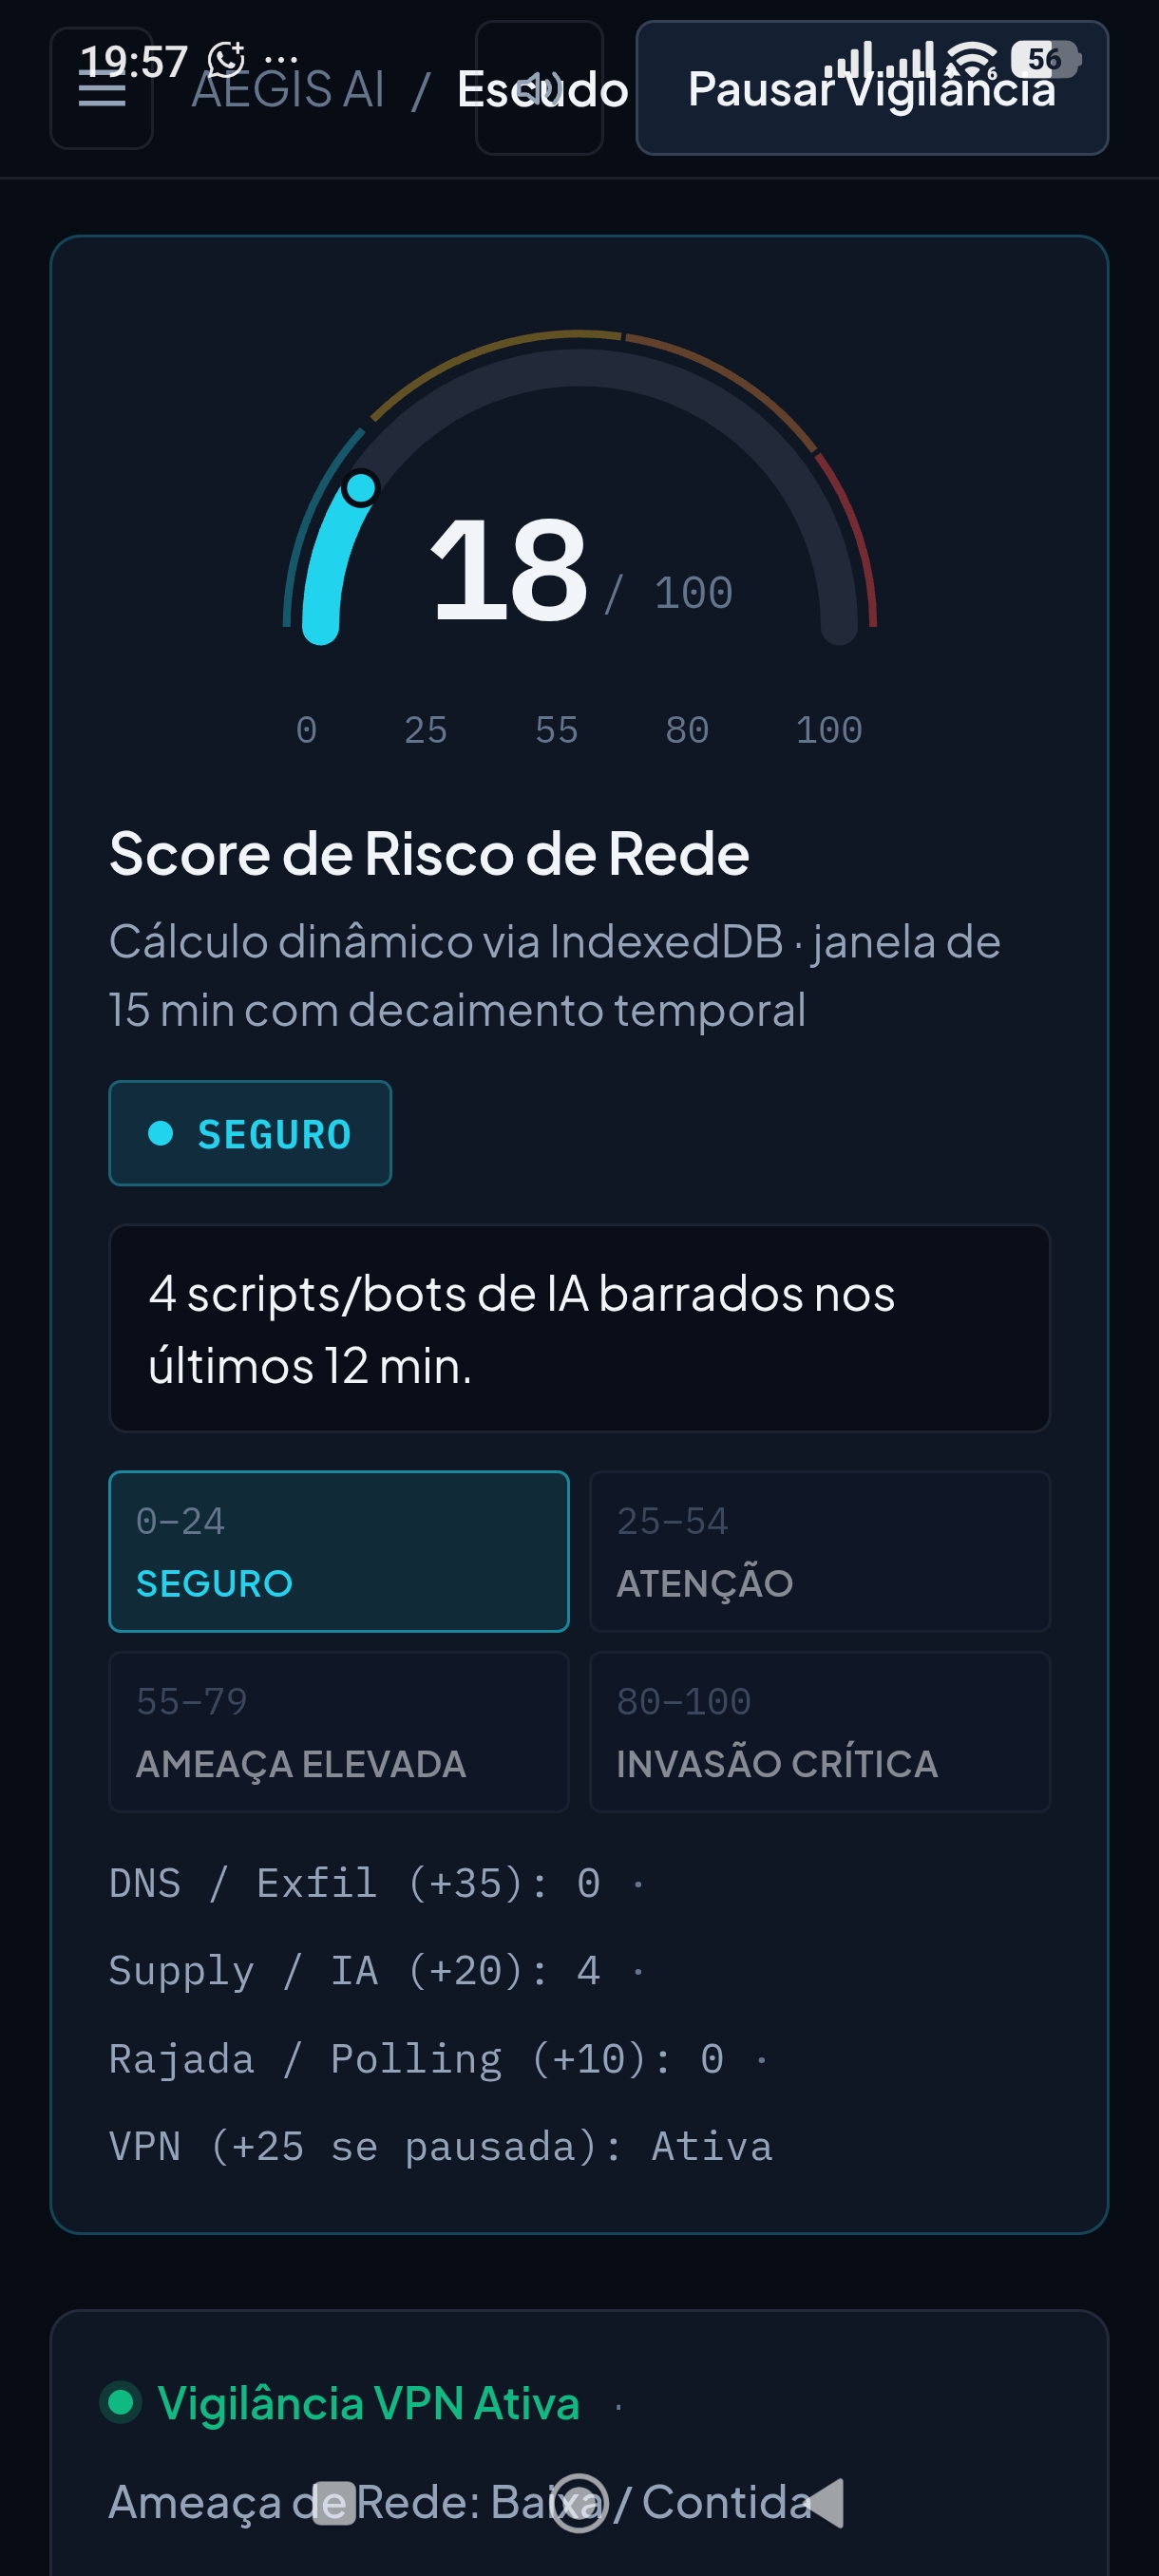 19:57
56
6
AEGIS AI / Escudo
Pausar Vigilância
18 / 100
0 25 55 80 100
Score de Risco de Rede
Cálculo dinâmico via IndexedDB · janela de
15 min com decaimento temporal
SEGURO
4 scripts/bots de IA barrados nos
últimos 12 min.
0–24
SEGURO
25–54
ATENÇÃO
55–79
AMEAÇA ELEVADA
80–100
INVASÃO CRÍTICA
DNS / Exfil (+35): 0 ·
Supply / IA (+20): 4 ·
Rajada / Polling (+10): 0 ·
VPN (+25 se pausada): Ativa
Vigilância VPN Ativa ·
Ameaça de Rede: Baixa / Contida